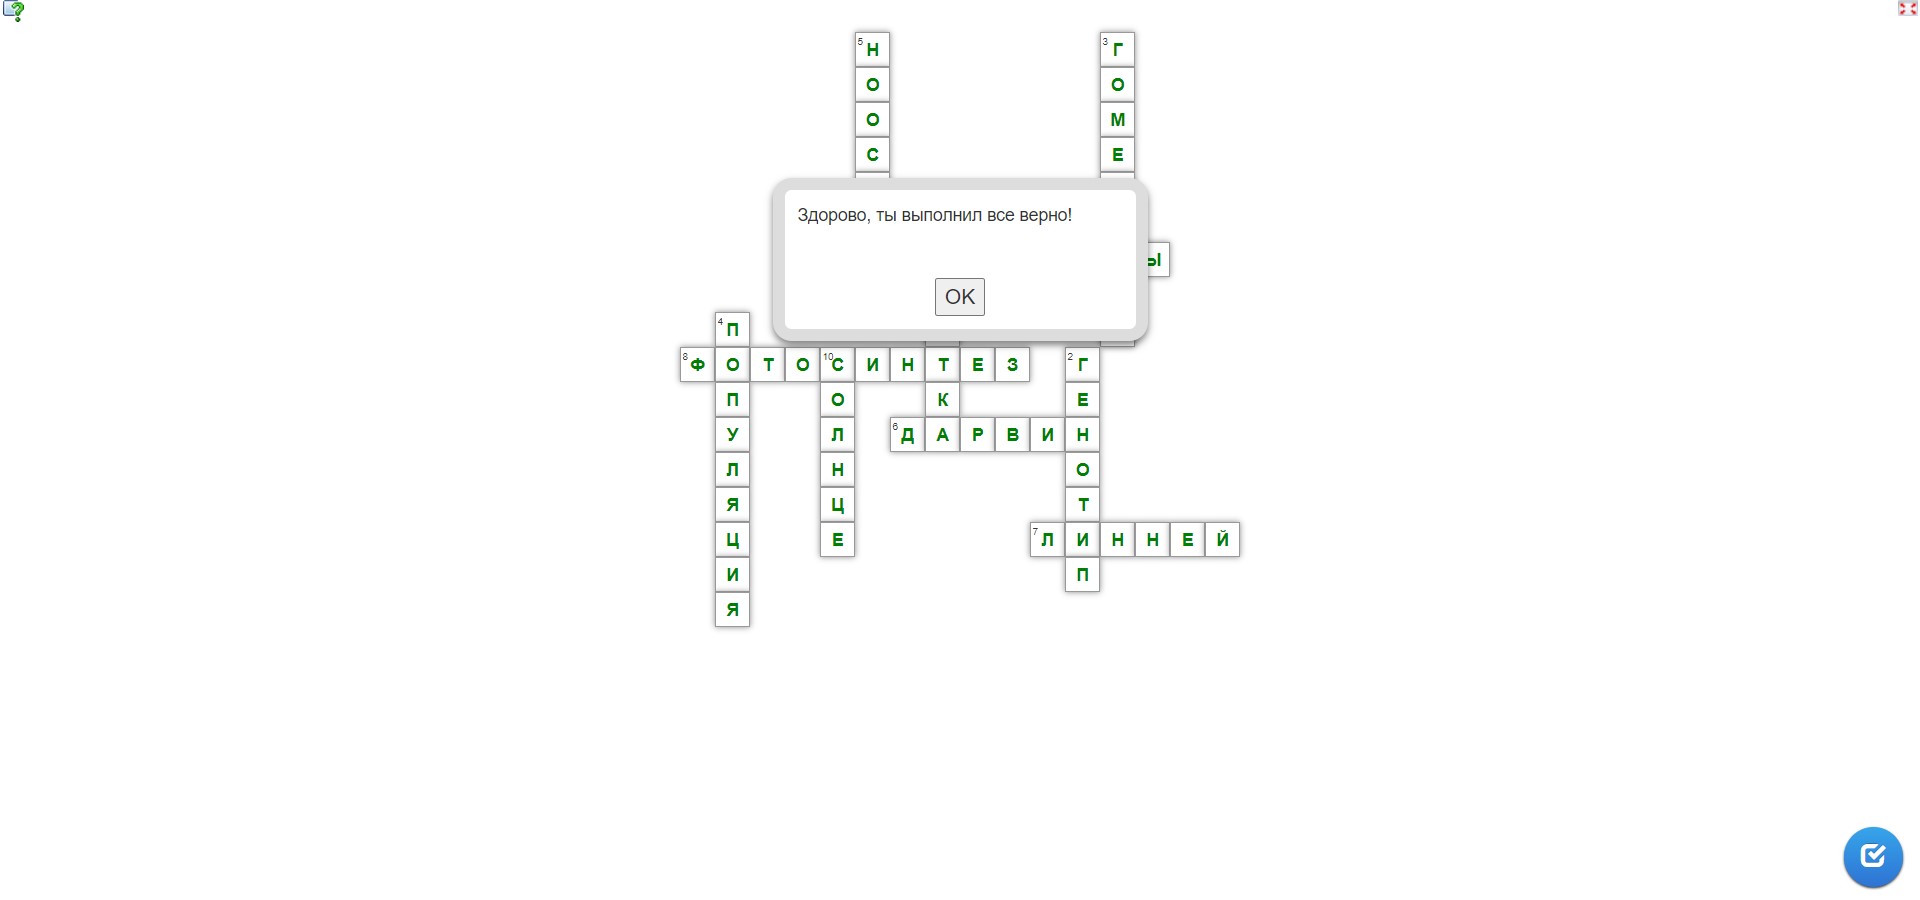 5 Н
О
О
С
3 Г
О
М
Е
Здорово, ты выполнил все верно!
OK
Ы
4 П
8 Ф О Т О 10 С И Н Т Е З
2 Г
П О К Е
У Л 6 Д А Р В И Н
Л Н О
Я Ц Т
Ц Е 7 Л И Н Н Е Й
И П
Я